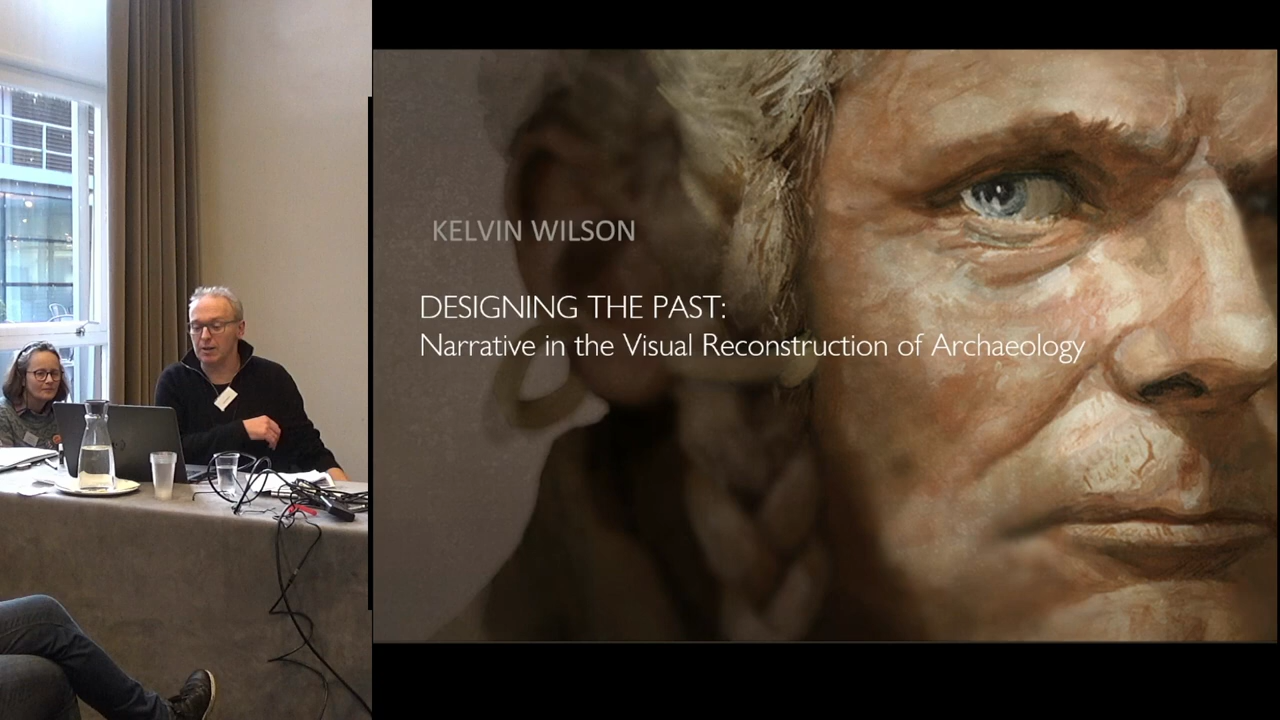 KELVIN WILSON
DESIGNING THE PAST:
Narrative in the Visual Reconstruction of Archaeology